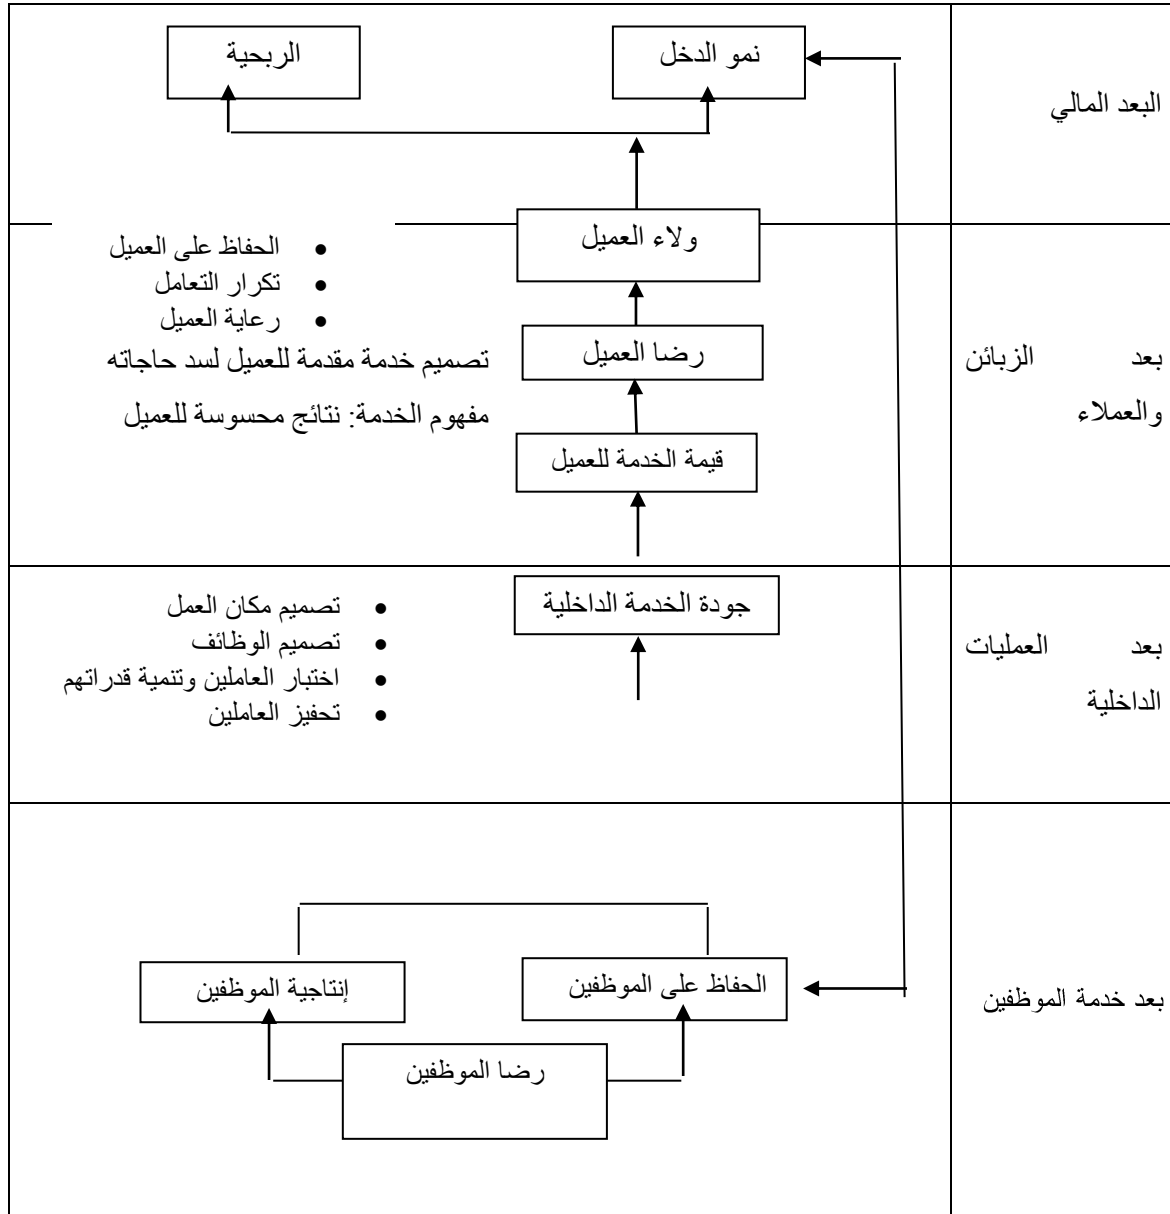 البعد المالي
نمو الدخل
الربحية
بعد الزبائن
والعملاء
ولاء العميل
رضا العميل
قيمة الخدمة للعميل
• الحفاظ على العميل
• تكرار التعامل
• رعاية العميل
تصميم خدمة مقدمة للعميل لسد حاجاته
مفهوم الخدمة: نتائج محسوسة للعميل
بعد العمليات
الداخلية
جودة الخدمة الداخلية
• تصميم مكان العمل
• تصميم الوظائف
• اختبار العاملين وتنمية قدراتهم
• تحفيز العاملين
بعد خدمة الموظفين
الحفاظ على الموظفين
إنتاجية الموظفين
رضا الموظفين